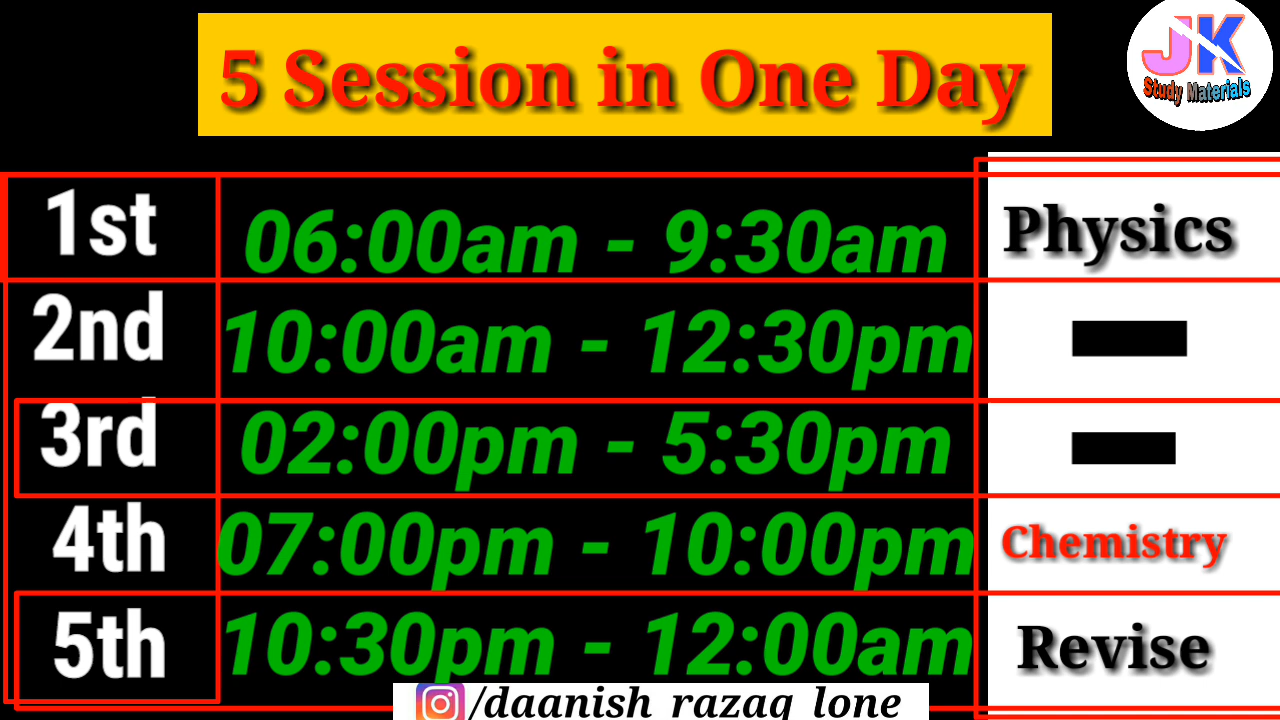 5 Session in One Day
JK
Study Materials
1st 06:00am - 9:30am Physics
2nd 10:00am - 12:30pm -
3rd 02:00pm - 5:30pm -
4th 07:00pm - 10:00pm Chemistry
5th 10:30pm - 12:00am Revise
/daanish_razaq_lone